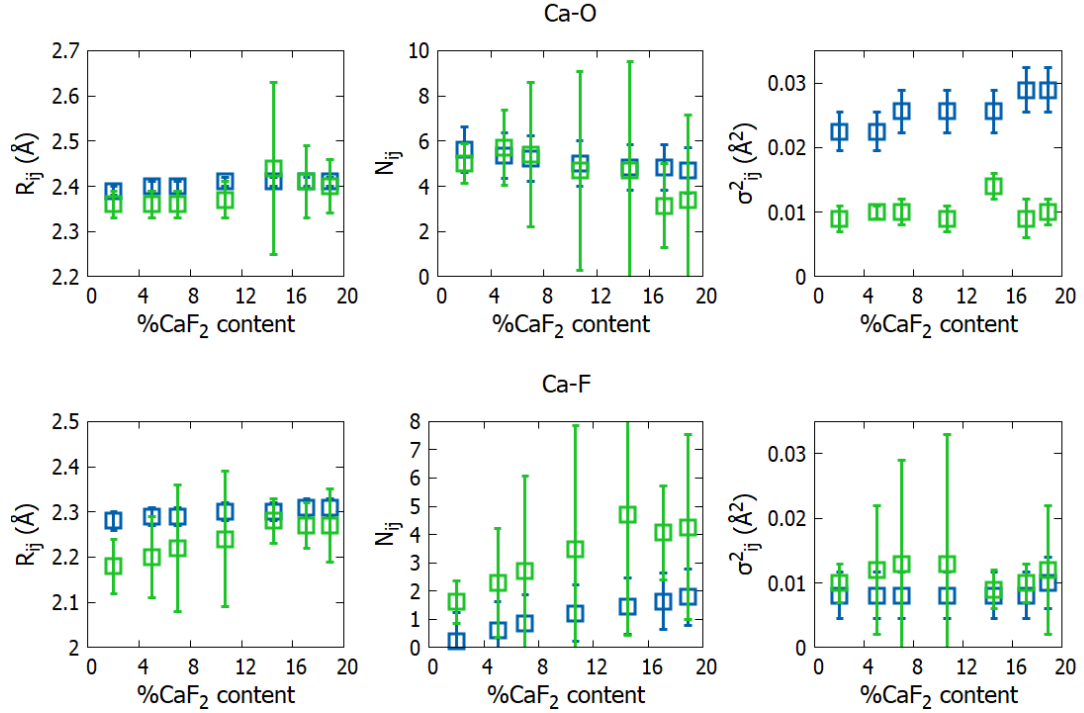 Ca-O
2.7
2.6
2.5
2.4
2.3
2.2
R_ij (Å)
0 4 8 12 16 20
%CaF₂ content
10
8
6
4
2
0
N_ij
0 4 8 12 16 20
%CaF₂ content
0.03
0.02
0.01
0
σ²_ij (Å²)
0 4 8 12 16 20
%CaF₂ content
Ca-F
2.5
2.4
2.3
2.2
2.1
2
R_ij (Å)
0 4 8 12 16 20
%CaF₂ content
8
7
6
5
4
3
2
1
0
N_ij
0 4 8 12 16 20
%CaF₂ content
0.03
0.02
0.01
0
σ²_ij (Å²)
0 4 8 12 16 20
%CaF₂ content